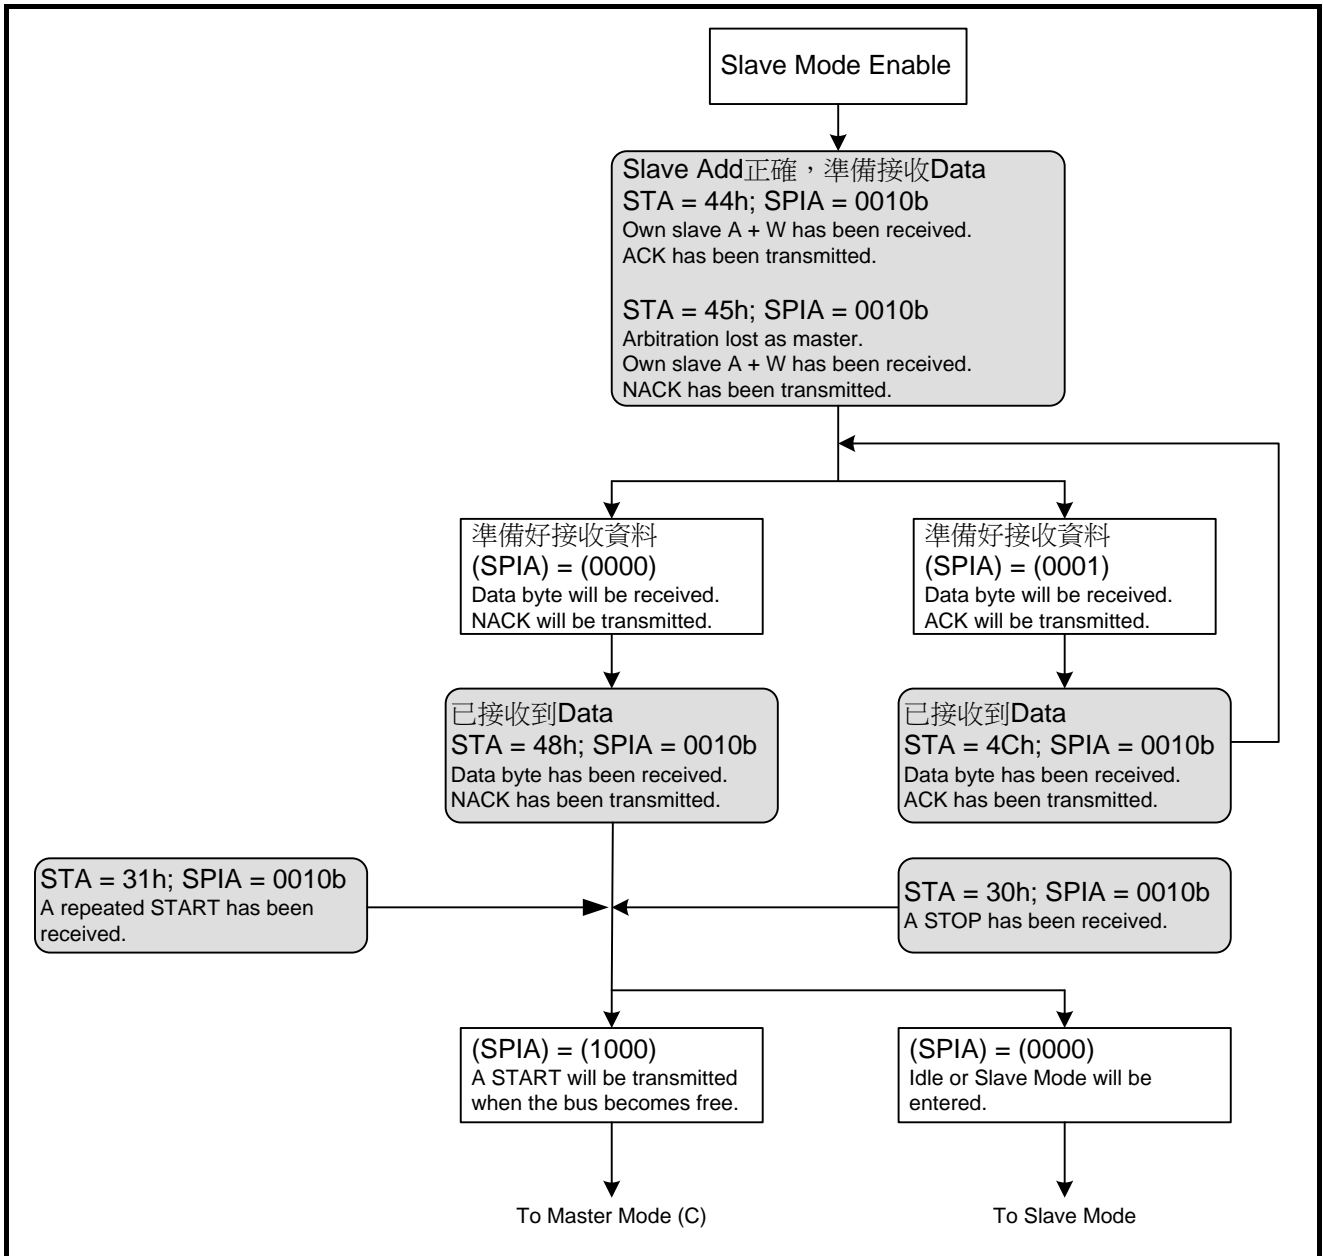 Slave Mode Enable
Slave Add正確，準備接收Data
STA = 44h; SPIA = 0010b
Own slave A + W has been received.
ACK has been transmitted.
STA = 45h; SPIA = 0010b
Arbitration lost as master.
Own slave A + W has been received.
NACK has been transmitted.
準備好接收資料
(SPIA) = (0000)
Data byte will be received.
NACK will be transmitted.
準備好接收資料
(SPIA) = (0001)
Data byte will be received.
ACK will be transmitted.
已接收到Data
STA = 48h; SPIA = 0010b
Data byte has been received.
NACK has been transmitted.
已接收到Data
STA = 4Ch; SPIA = 0010b
Data byte has been received.
ACK has been transmitted.
STA = 31h; SPIA = 0010b
A repeated START has been
received.
STA = 30h; SPIA = 0010b
A STOP has been received.
(SPIA) = (1000)
A START will be transmitted
when the bus becomes free.
(SPIA) = (0000)
Idle or Slave Mode will be
entered.
To Master Mode (C)
To Slave Mode